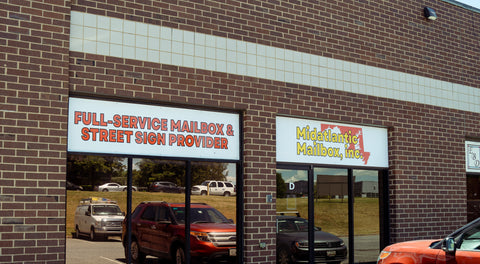 FULL-SERVICE MAILBOX &
STREET SIGN PROVIDER
Midatlantic
Mailbox, Inc.
D